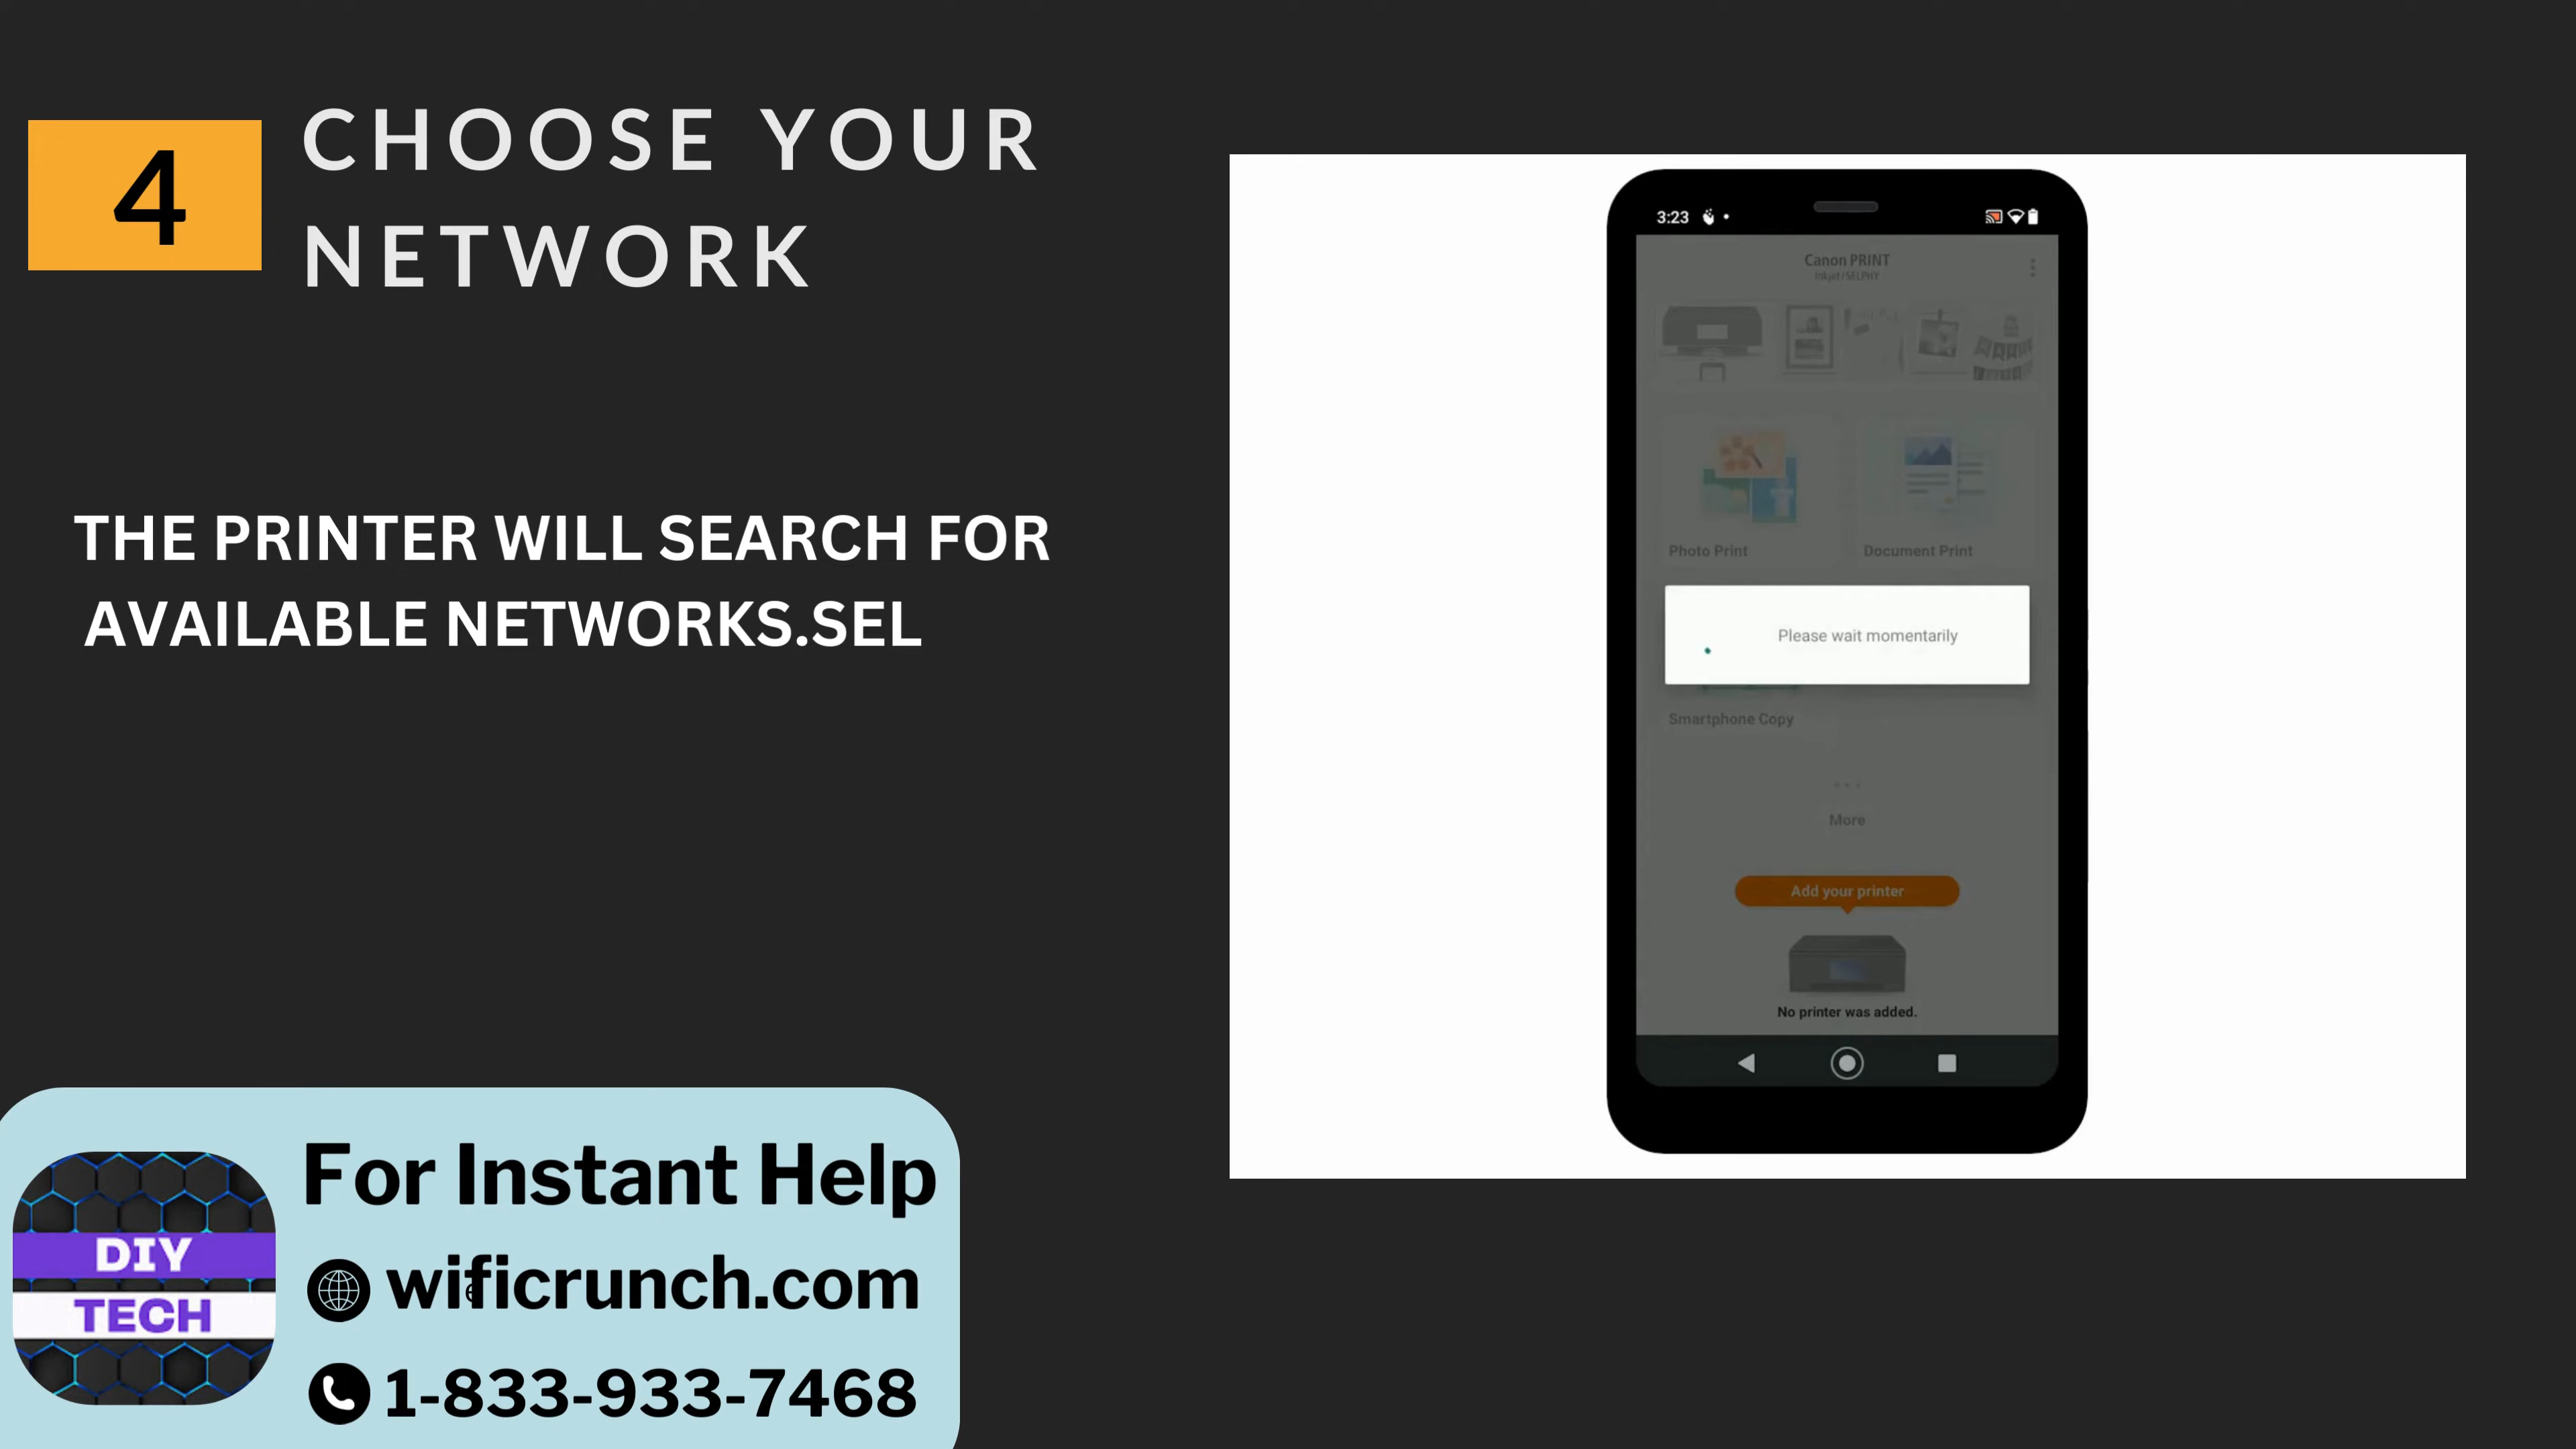 4
CHOOSE YOUR
NETWORK
THE PRINTER WILL SEARCH FOR
AVAILABLE NETWORKS.SEL
3:23
Canon PRINT
Inkjet/SELPHY
Photo Print
Document Print
Please wait momentarily
Smartphone Copy
More
Add your printer
No printer was added.
For Instant Help
DIY
TECH
wificrunch.com
1-833-933-7468